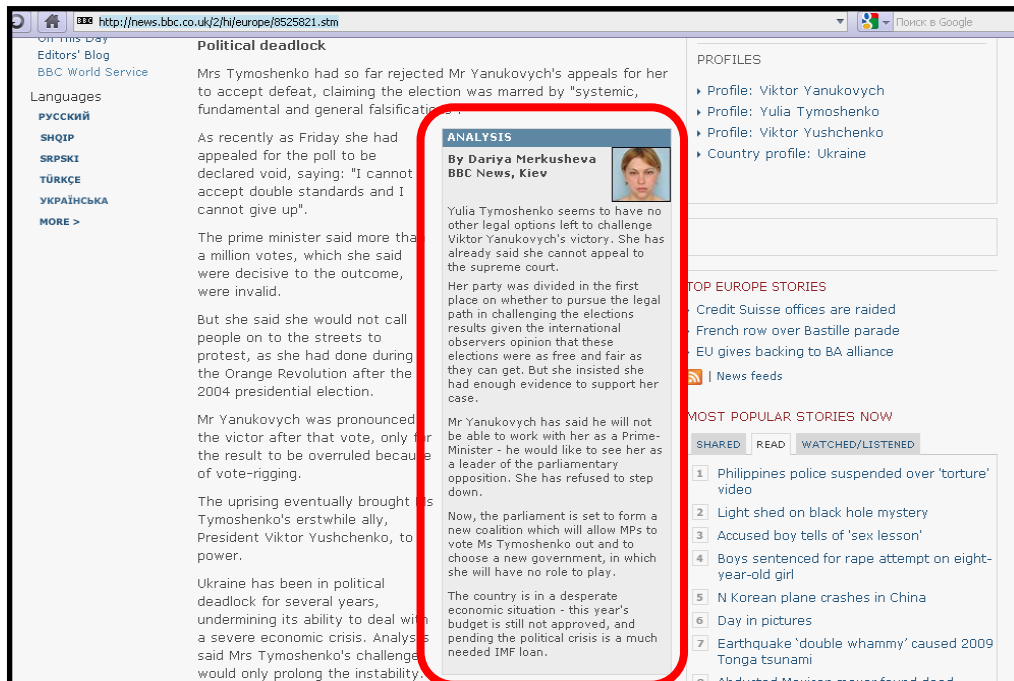 http://news.bbc.co.uk/2/hi/europe/8525821.stm
Поиск в Google
On This Day
Editors' Blog
BBC World Service
Languages
РУССКИЙ
SHQIP
SRPSKI
TÜRKÇE
УКРАЇНСЬКА
MORE >
Political deadlock
Mrs Tymoshenko had so far rejected Mr Yanukovych's appeals for her
to accept defeat, claiming the election was marred by "systemic,
fundamental and general falsifications".
As recently as Friday she had
appealed for the poll to be
declared void, saying: "I cannot
accept double standards and I
cannot give up".
The prime minister said more than
a million votes, which she said
were decisive to the outcome,
were invalid.
But she said she would not call
people on to the streets to
protest, as she had done during
the Orange Revolution after the
2004 presidential election.
Mr Yanukovych was pronounced
the victor after that vote, only for
the result to be overruled because
of vote-rigging.
The uprising eventually brought Ms
Tymoshenko's erstwhile ally,
President Viktor Yushchenko, to
power.
Ukraine has been in political
deadlock for several years,
undermining its ability to deal with
a severe economic crisis. Analysts
said Mrs Tymoshenko's challenge
would only prolong the instability.
ANALYSIS
By Dariya Merkusheva
BBC News, Kiev
Yulia Tymoshenko seems to have no
other legal options left to challenge
Viktor Yanukovych's victory. She has
already said she cannot appeal to
the supreme court.
Her party was divided in the first
place on whether to pursue the legal
path in challenging the elections
results given the international
observers opinion that these
elections were as free and fair as
they can get. But she insisted she
had enough evidence to support her
case.
Mr Yanukovych has said he will not
be able to work with her as a Prime-
Minister - he would like to see her as
a leader of the parliamentary
opposition. She has refused to step
down.
Now, the parliament is set to form a
new coalition which will allow MPs to
vote Ms Tymoshenko out and to
choose a new government, in which
she will have no role to play.
The country is in a desperate
economic situation - this year's
budget is still not approved, and
pending the political crisis is a much
needed IMF loan.
PROFILES
Profile: Viktor Yanukovych
Profile: Yulia Tymoshenko
Profile: Viktor Yushchenko
Country profile: Ukraine
TOP EUROPE STORIES
Credit Suisse offices are raided
French row over Bastille parade
EU gives backing to BA alliance
| News feeds
MOST POPULAR STORIES NOW
SHARED READ WATCHED/LISTENED
1 Philippines police suspended over 'torture'
video
2 Light shed on black hole mystery
3 Accused boy tells of 'sex lesson'
4 Boys sentenced for rape attempt on eight-
year-old girl
5 N Korean plane crashes in China
6 Day in pictures
7 Earthquake 'double whammy' caused 2009
Tonga tsunami